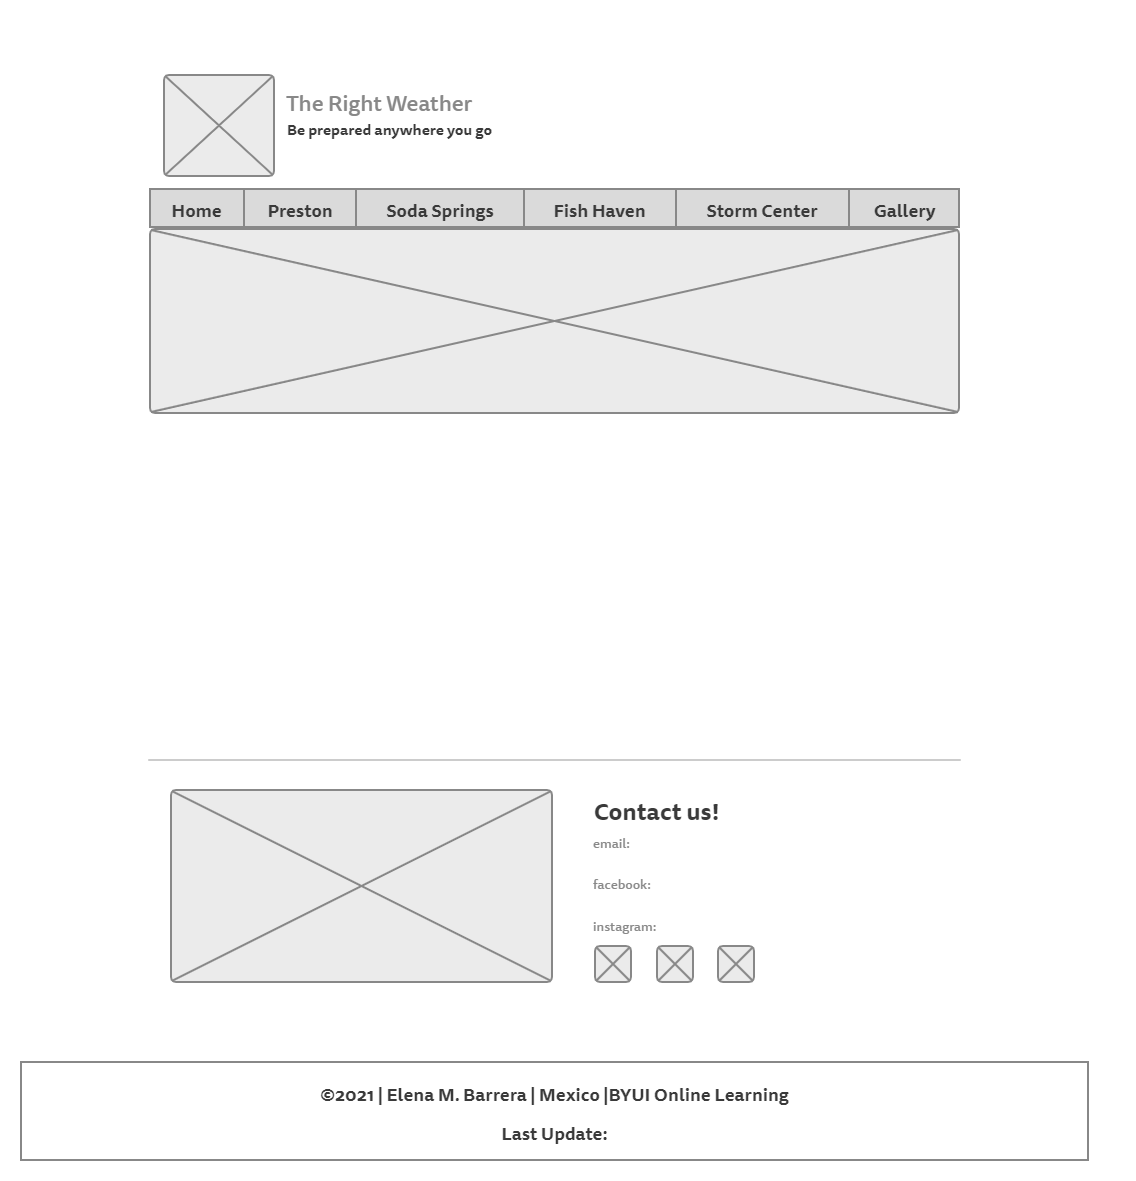 The Right Weather
Be prepared anywhere you go
Home Preston Soda Springs Fish Haven Storm Center Gallery
Contact us!
email:
facebook:
instagram:
©2021 | Elena M. Barrera | Mexico |BYUI Online Learning
Last Update: